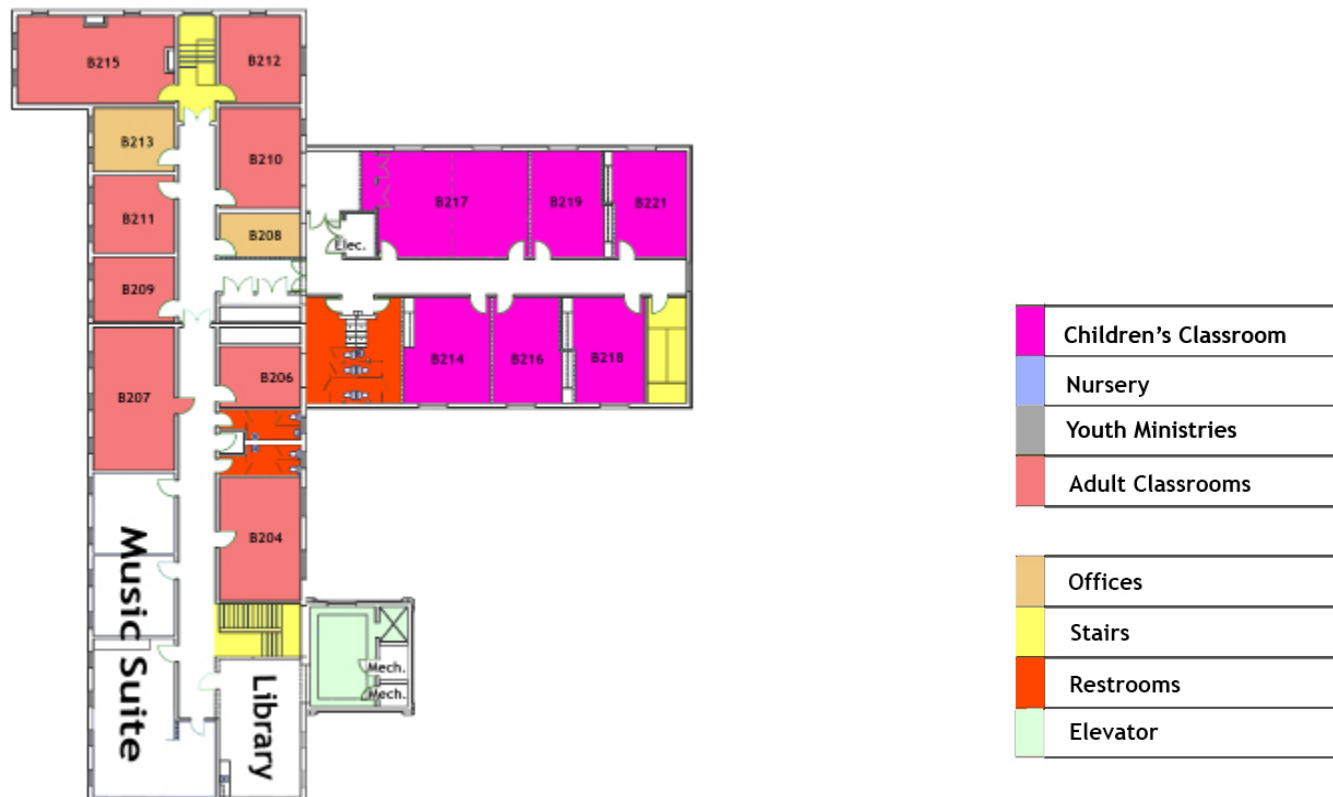 B215
B212
B213
B210
B211
B208
B209
B217
B219
B221
Elec.
B207
B206
B214
B216
B218
B204
Music Suite
Library
Mech.
Mech.
Children’s Classroom
Nursery
Youth Ministries
Adult Classrooms
Offices
Stairs
Restrooms
Elevator